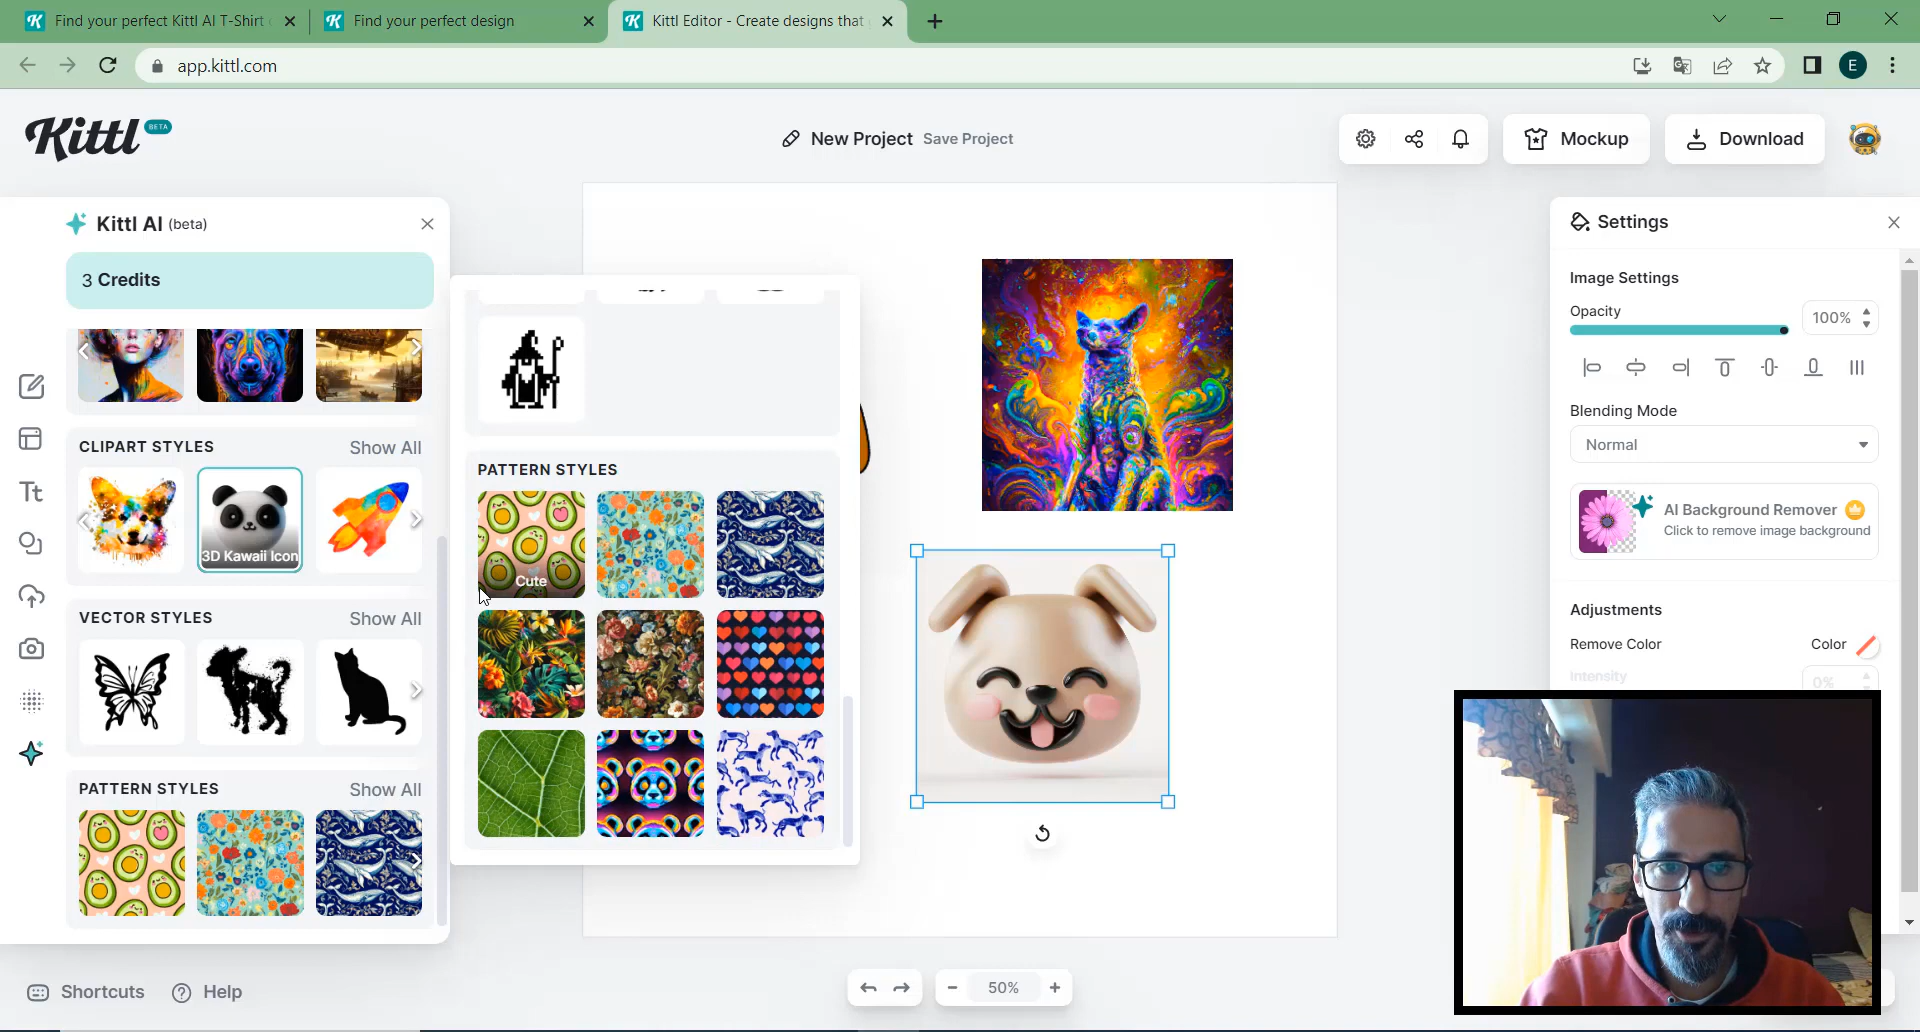 Find your perfect Kittl AI T-Shirt
Find your perfect design
Kittl Editor - Create designs that
app.kittl.com
E
Kittl BETA
New Project Save Project
Mockup
Download
Kittl AI (beta)
3 Credits
CLIPART STYLES Show All
3D Kawaii Icon
VECTOR STYLES Show All
PATTERN STYLES Show All
PATTERN STYLES
Cute
Settings
Image Settings
Opacity
100%
Blending Mode
Normal
AI Background Remover
Click to remove image background
Adjustments
Remove Color Color
Intensity 0%
Tt
Shortcuts
Help
50%